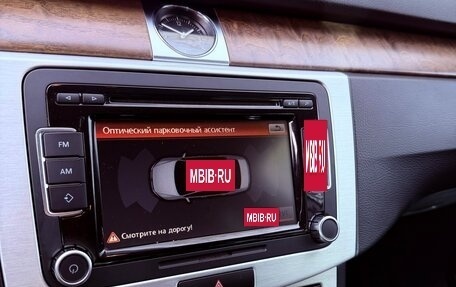 Оптический парковочный ассистент
FM
AM
MBIB·RU
MBIB·RU
MBIB·RU
Смотрите на дорогу!